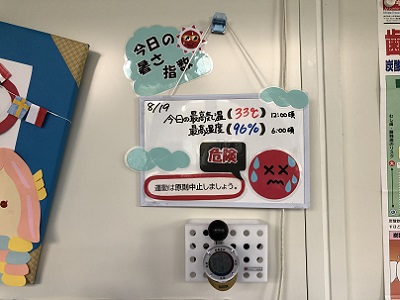 今日の
暑さ指数
8/19
今日の最高気温(33℃) 12:00頃
最高湿度(96%) 6:00頃
危険
運動は原則中止しましょう。
歯